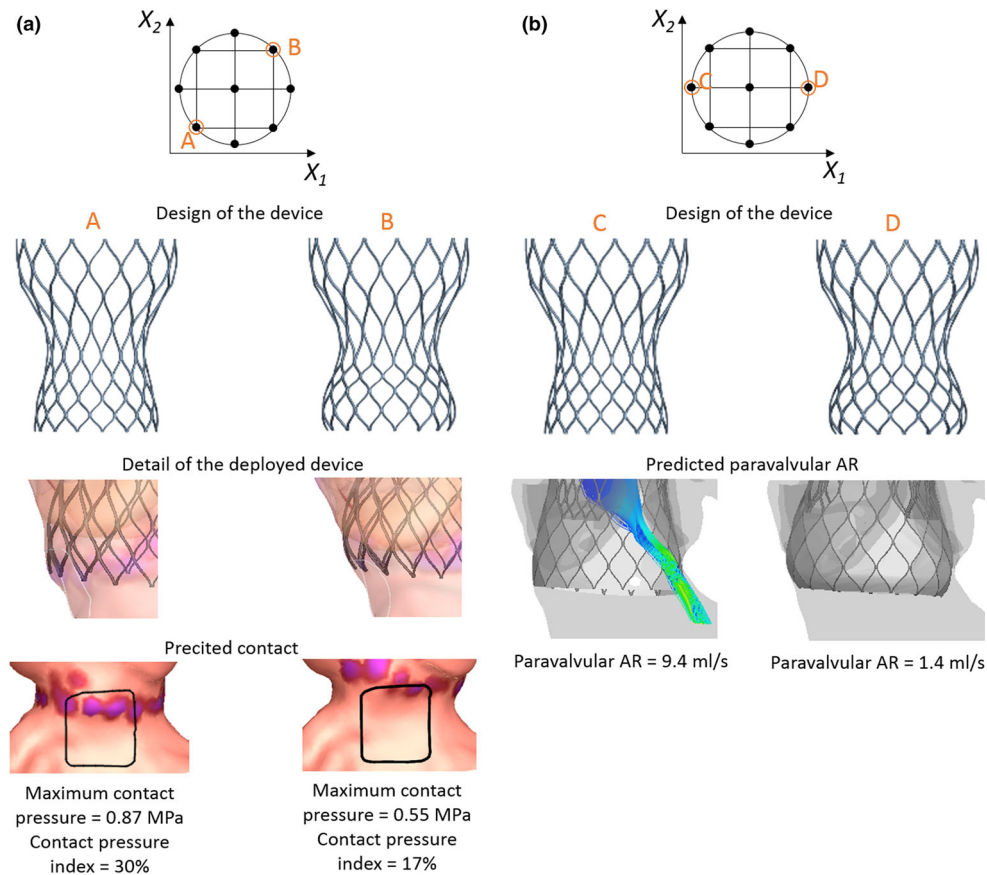 (a)
X2
B
A
X1
Design of the device
A
B
Detail of the deployed device
Precited contact
Maximum contact
pressure = 0.87 MPa
Contact pressure
index = 30%
Maximum contact
pressure = 0.55 MPa
Contact pressure
index = 17%
(b)
X2
C
D
X1
Design of the device
C
D
Predicted paravalvular AR
Paravalvular AR = 9.4 ml/s
Paravalvular AR = 1.4 ml/s